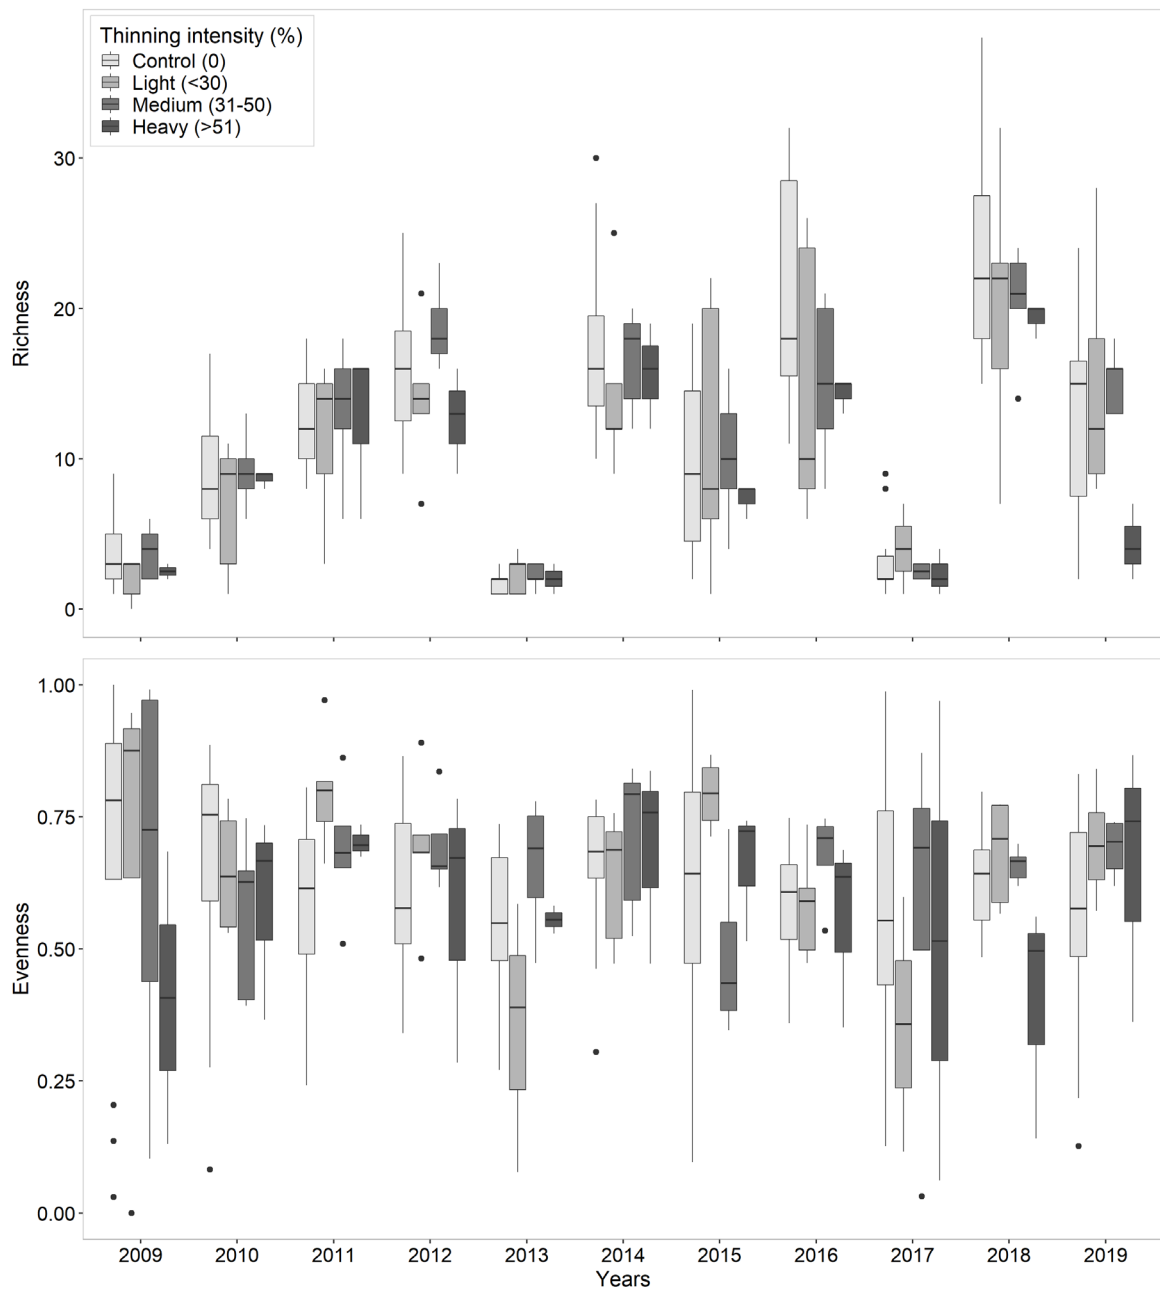 Thinning intensity (%)
Control (0)
Light (<30)
Medium (31-50)
Heavy (>51)
30
20
10
0
Richness
1.00
0.75
0.50
0.25
0.00
Evenness
2009 2010 2011 2012 2013 2014 2015 2016 2017 2018 2019
Years